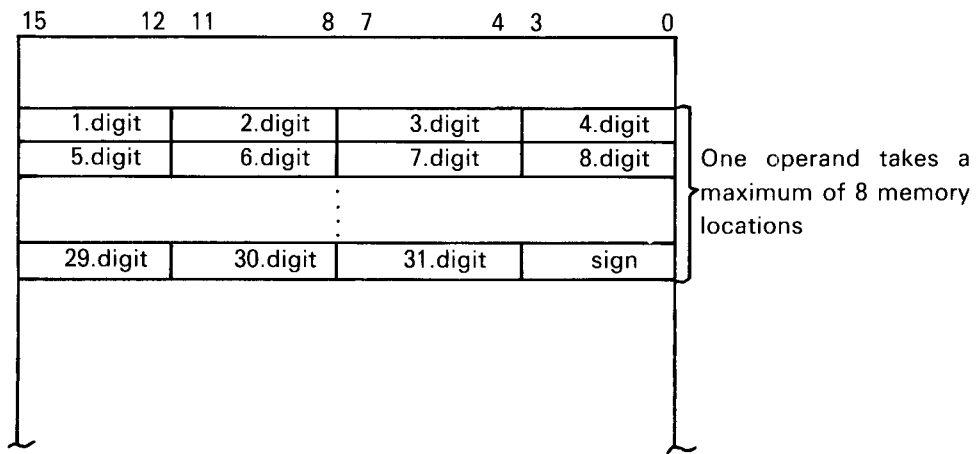 15 12 11 8 7 4 3 0
1.digit 2.digit 3.digit 4.digit
5.digit 6.digit 7.digit 8.digit
29.digit 30.digit 31.digit sign
One operand takes a
maximum of 8 memory
locations